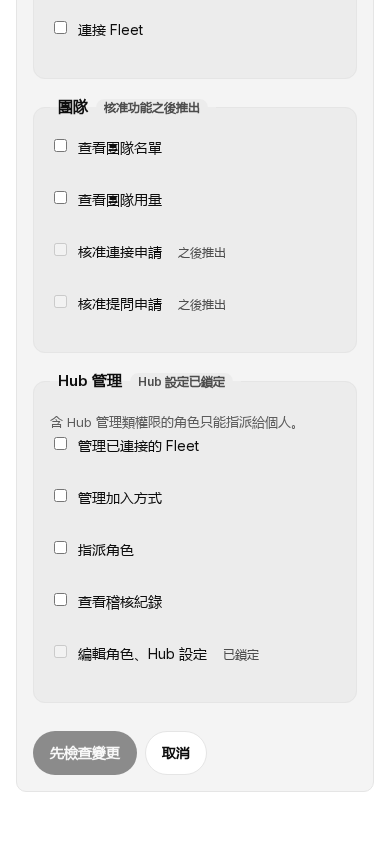 連接 Fleet
團隊 核准功能之後推出
查看團隊名單
查看團隊用量
核准連接申請 之後推出
核准提問申請 之後推出
Hub 管理 Hub 設定已鎖定
含 Hub 管理類權限的角色只能指派給個人。
管理已連接的 Fleet
管理加入方式
指派角色
查看稽核紀錄
編輯角色、Hub 設定 已鎖定
先檢查變更 取消